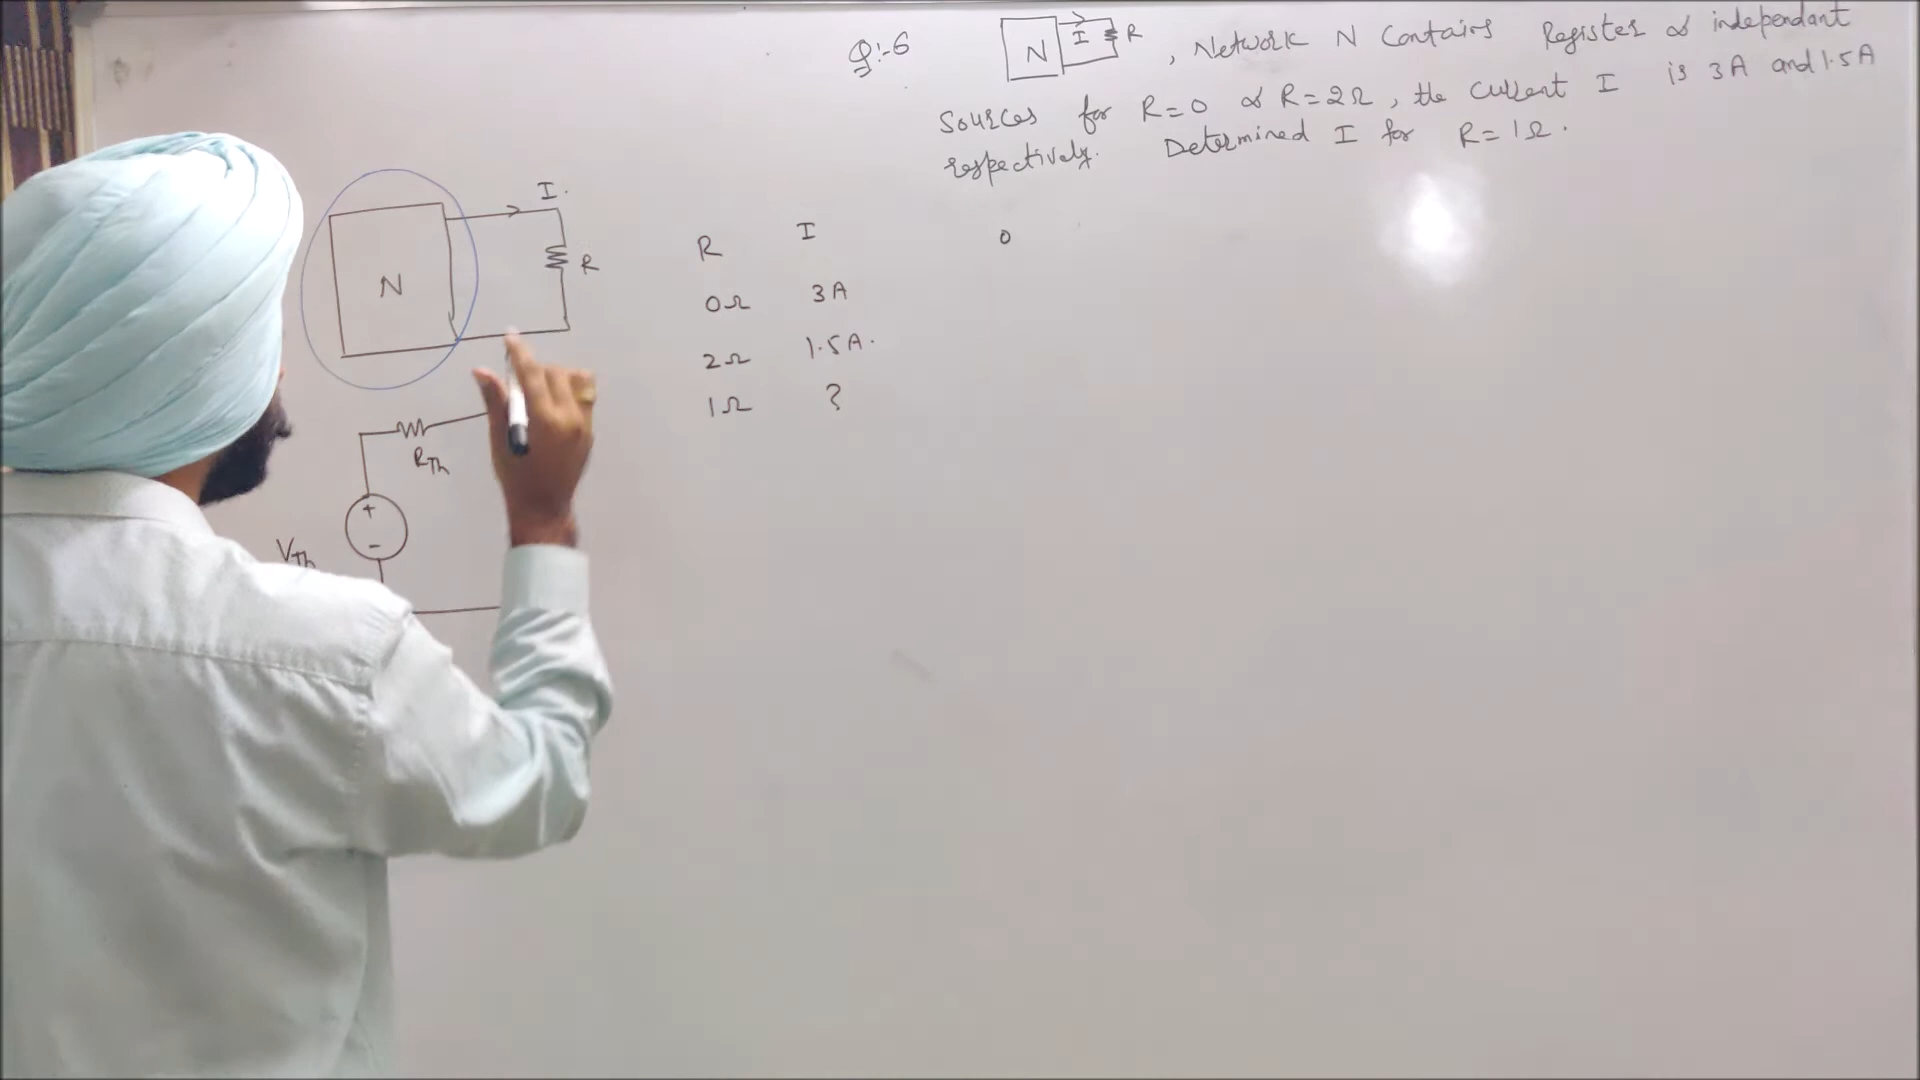 Q:-6 N I R , Network N Contains Register & independant
Sources for R=0 & R=2Ω, the current I is 3A and 1.5A
respectively. Determined I for R=1Ω.
I.
N
R
R I 0
0Ω 3A
2Ω 1.5A.
1Ω ?
RTh
+
-
VTh